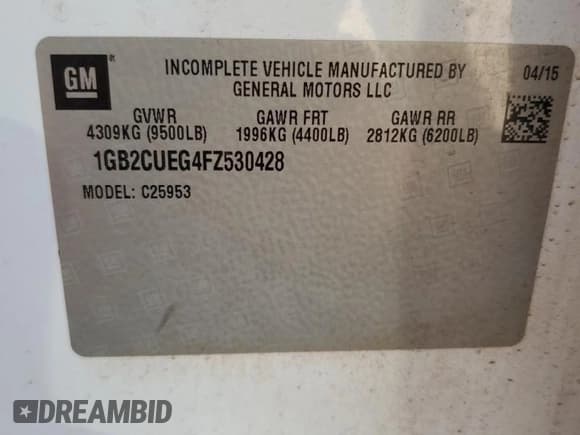 GM
INCOMPLETE VEHICLE MANUFACTURED BY
GENERAL MOTORS LLC
04/15
GVWR GAWR FRT GAWR RR
4309KG (9500LB) 1996KG (4400LB) 2812KG (6200LB)
1GB2CUEG4FZ530428
MODEL: C25953
DREAMBID